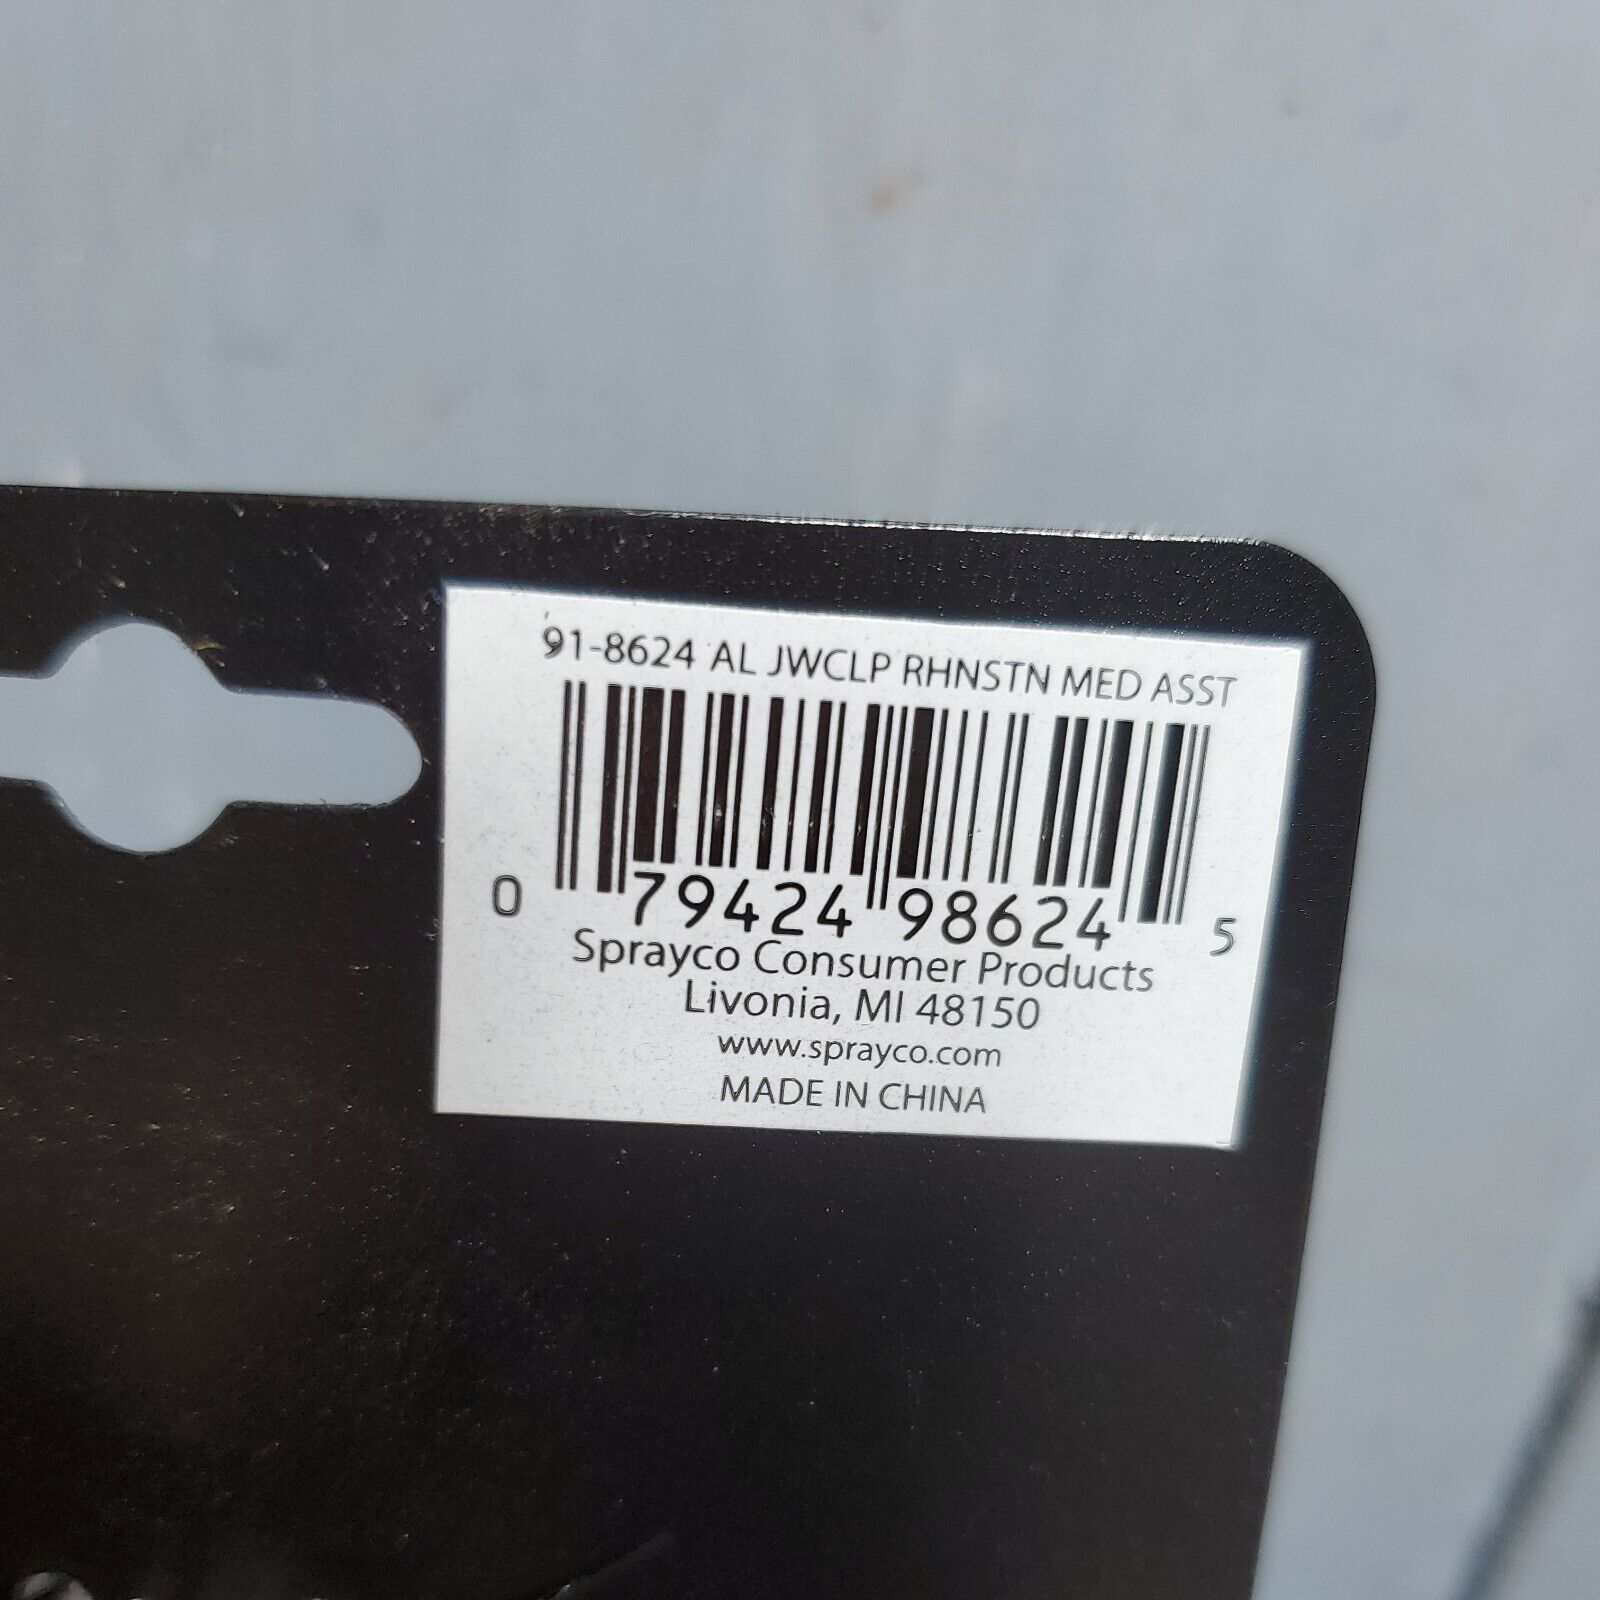 91-8624 AL JWCLP RHNSTN MED ASST
0 79424 98624 5
Sprayco Consumer Products
Livonia, MI 48150
www.sprayco.com
MADE IN CHINA